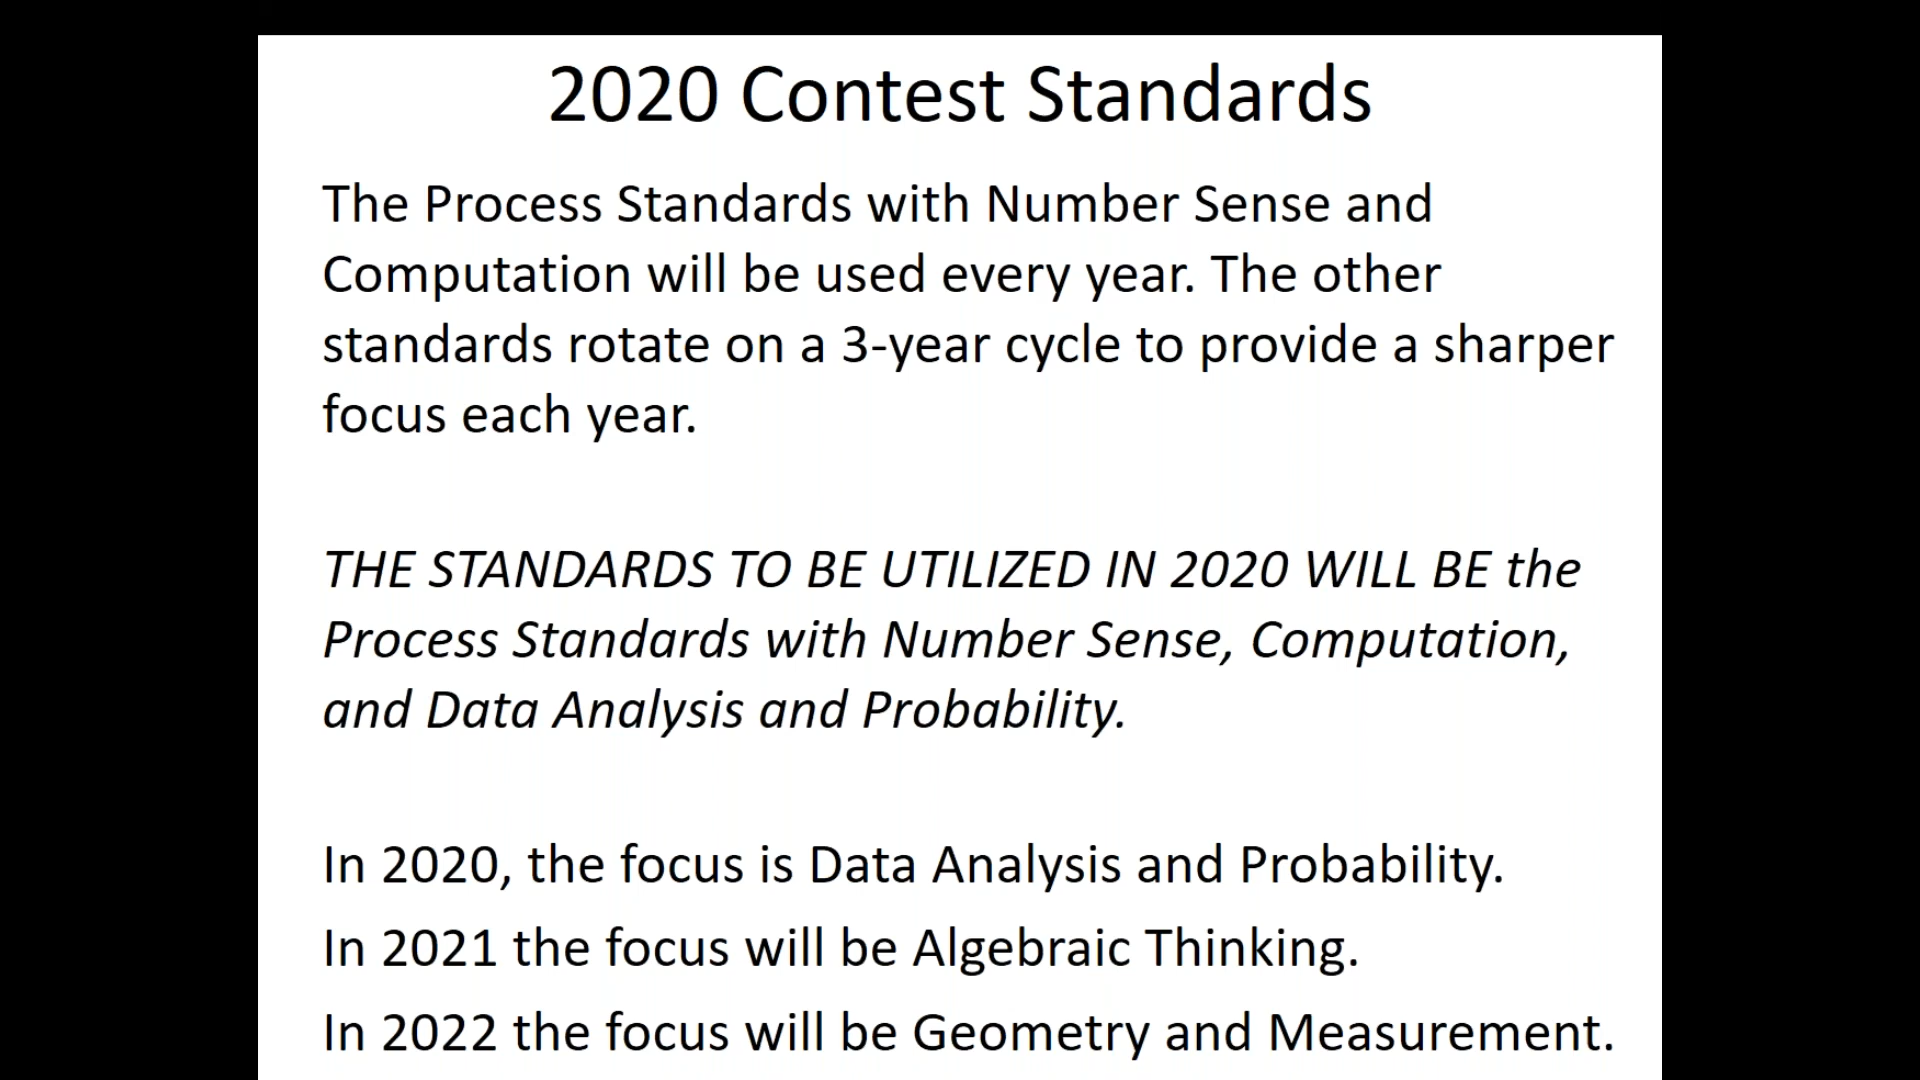 2020 Contest Standards
The Process Standards with Number Sense and
Computation will be used every year. The other
standards rotate on a 3-year cycle to provide a sharper
focus each year.
THE STANDARDS TO BE UTILIZED IN 2020 WILL BE the
Process Standards with Number Sense, Computation,
and Data Analysis and Probability.
In 2020, the focus is Data Analysis and Probability.
In 2021 the focus will be Algebraic Thinking.
In 2022 the focus will be Geometry and Measurement.